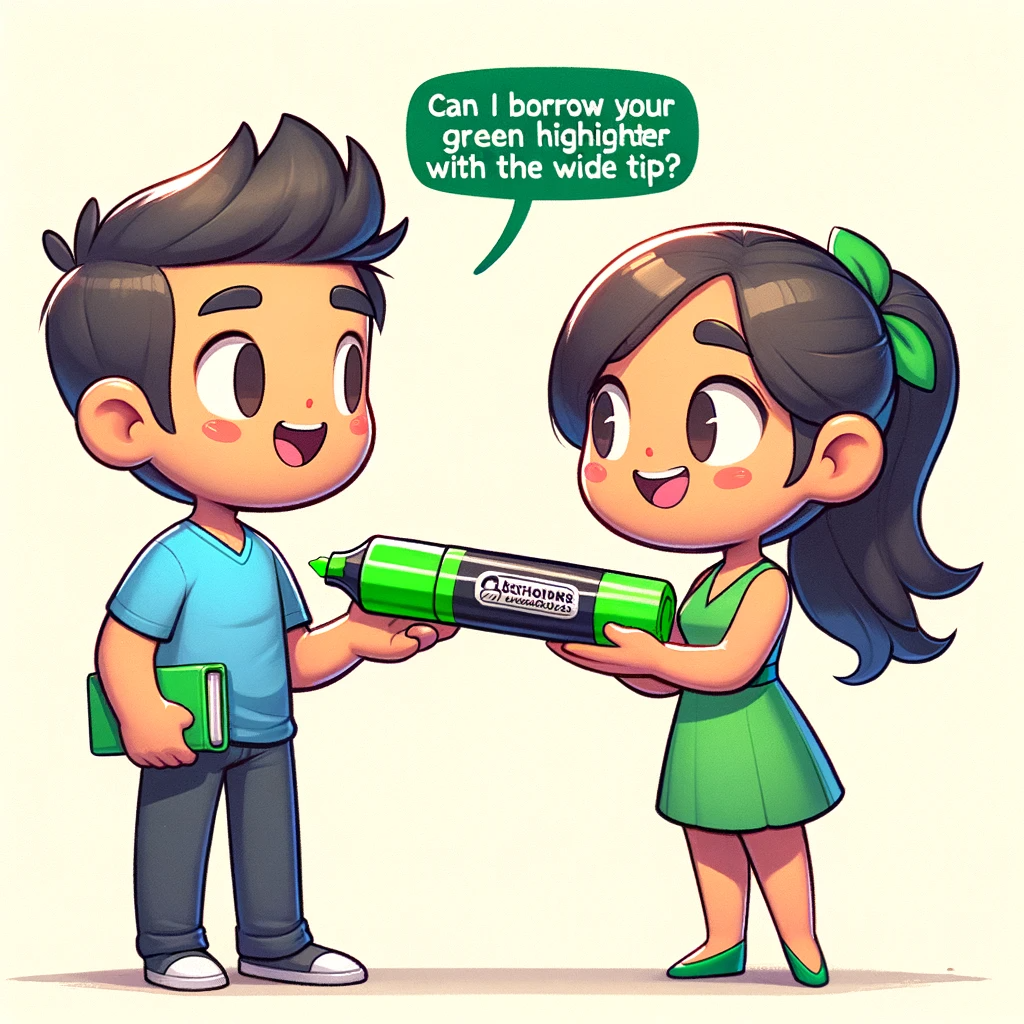 Can I borrow your
green highighter
with the wide tip?